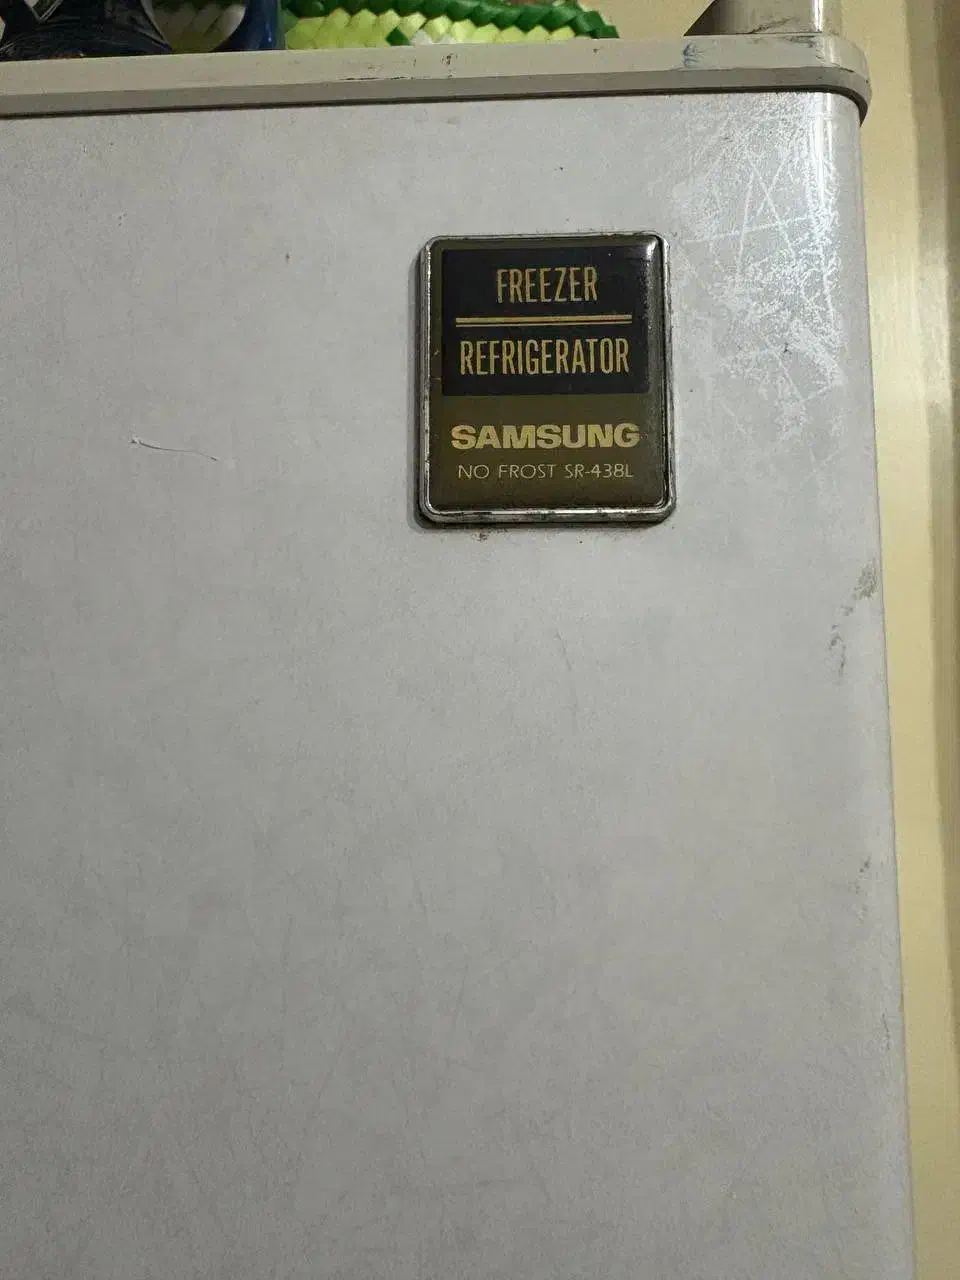 FREEZER
REFRIGERATOR
SAMSUNG
NO FROST SR-438L